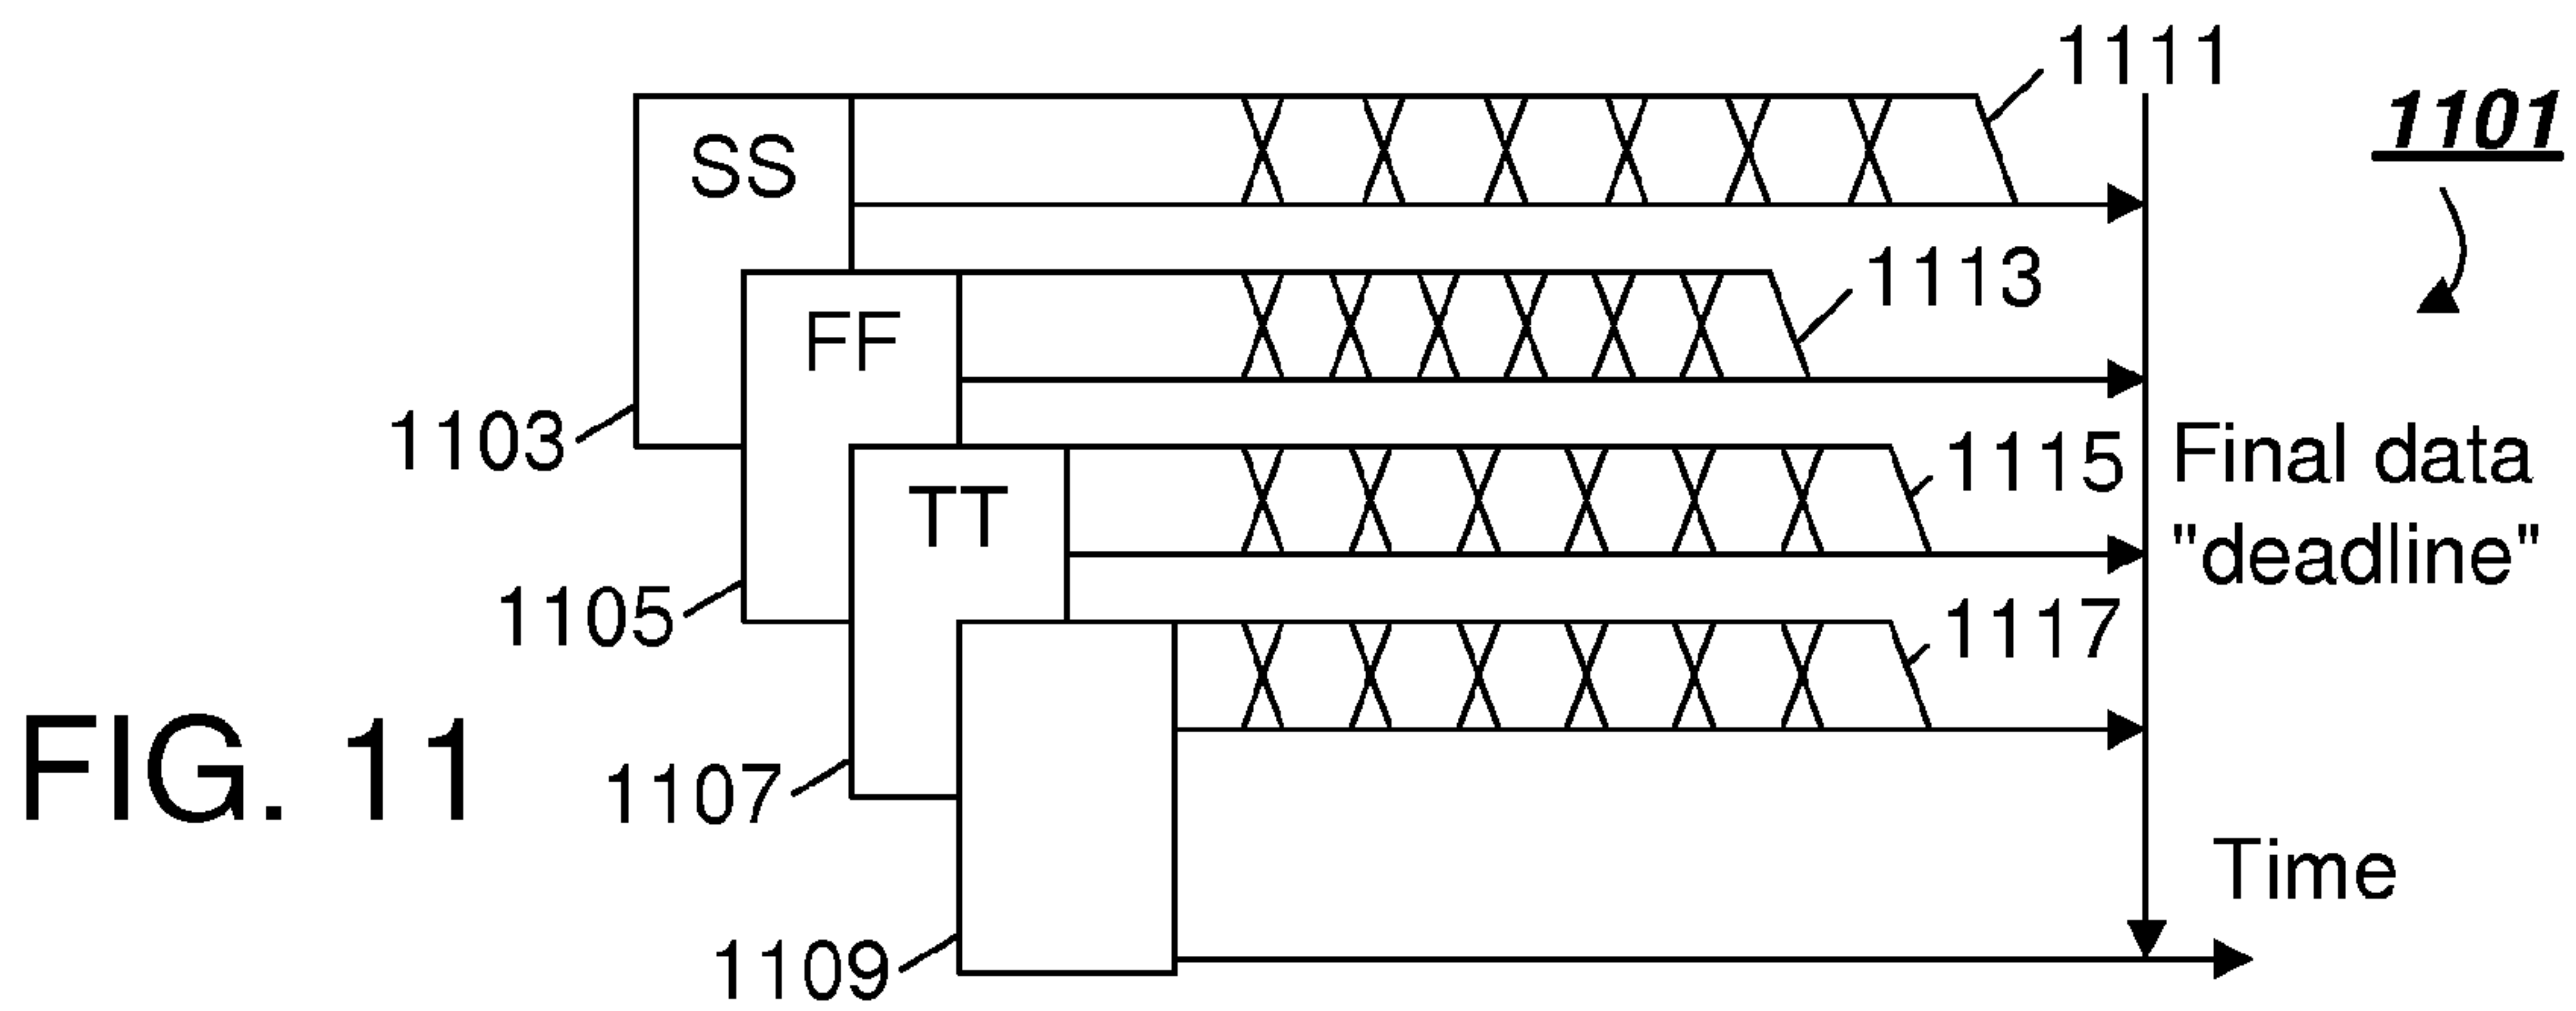 1111
1101
SS
1113
FF
1103
1115
Final data
TT
"deadline"
1105
1117
FIG. 11
1107
Time
1109